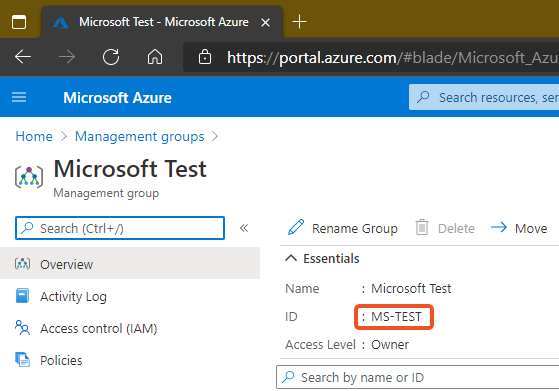 Microsoft Test - Microsoft Azure
https://portal.azure.com/#blade/Microsoft_Azu
Microsoft Azure
Search resources, ser
Home > Management groups >
Microsoft Test
Management group
Search (Ctrl+/)
«
Rename Group
Delete
Move
Overview
Activity Log
Access control (IAM)
Policies
Essentials
Name : Microsoft Test
ID : MS-TEST
Access Level : Owner
Search by name or ID